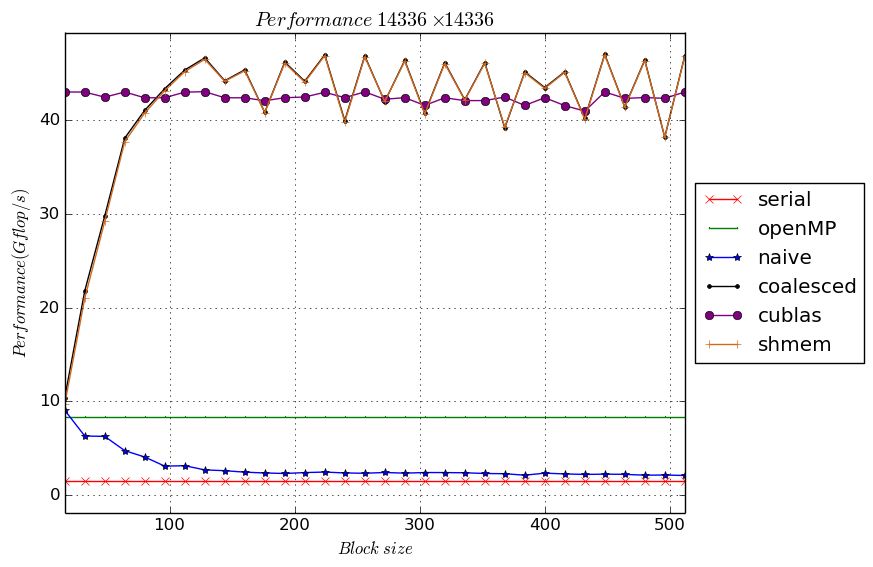 Performance 14336 ×14336
Performance(Gflop/s)
40
30
20
10
0
100 200 300 400 500
Block size
serial
openMP
naive
coalesced
cublas
shmem